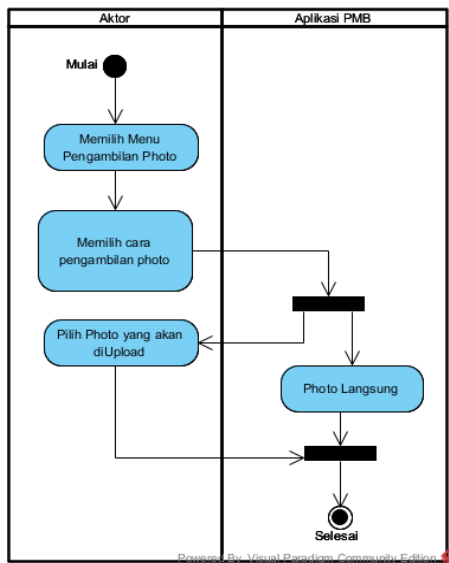 Aktor
Aplikasi PMB
Mulai
Memilih Menu
Pengambilan Photo
Memilih cara
pengambilan photo
Pilih Photo yang akan
diUpload
Photo Langsung
Selesai
Powered By Visual Paradigm Community Edition